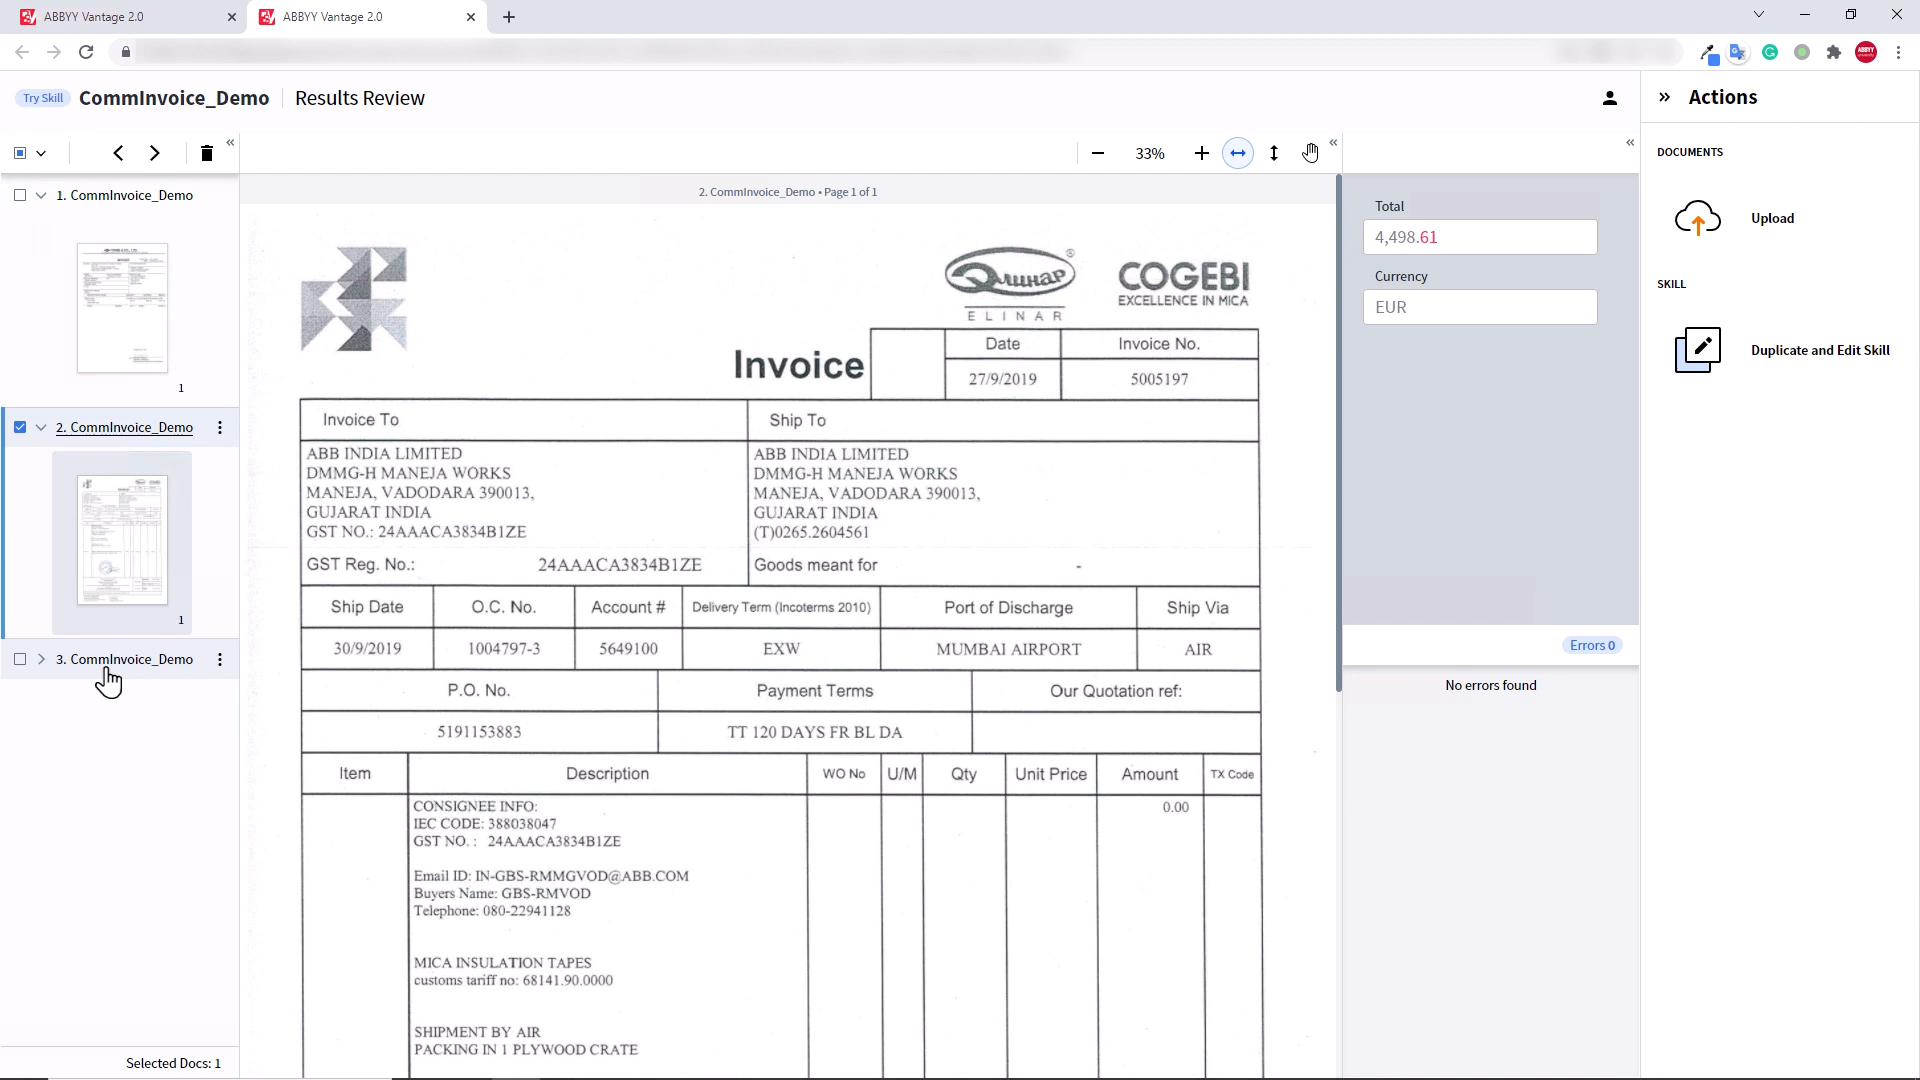 ABBYY Vantage 2.0
ABBYY Vantage 2.0
Try Skill CommInvoice_Demo Results Review
Actions
33%
DOCUMENTS
Upload
SKILL
Duplicate and Edit Skill
1. CommInvoice_Demo
1
2. CommInvoice_Demo
1
3. CommInvoice_Demo
Selected Docs: 1
2. CommInvoice_Demo • Page 1 of 1
Элинар ®
ELINAR
COGEBI
EXCELLENCE IN MICA
Invoice
Date Invoice No.
27/9/2019 5005197
Invoice To Ship To
ABB INDIA LIMITED ABB INDIA LIMITED
DMMG-H MANEJA WORKS DMMG-H MANEJA WORKS
MANEJA, VADODARA 390013, MANEJA, VADODARA 390013,
GUJARAT INDIA GUJARAT INDIA
GST NO.: 24AAACA3834B1ZE (T)0265.2604561
GST Reg. No.: 24AAACA3834B1ZE Goods meant for -
Ship Date O.C. No. Account # Delivery Term (Incoterms 2010) Port of Discharge Ship Via
30/9/2019 1004797-3 5649100 EXW MUMBAI AIRPORT AIR
P.O. No. Payment Terms Our Quotation ref:
5191153883 TT 120 DAYS FR BL DA
Item Description WO No U/M Qty Unit Price Amount TX Code
CONSIGNEE INFO: 0.00
IEC CODE: 388038047
GST NO. : 24AAACA3834B1ZE
Email ID: IN-GBS-RMMGVOD@ABB.COM
Buyers Name: GBS-RMVOD
Telephone: 080-22941128
MICA INSULATION TAPES
customs tariff no: 68141.90.0000
SHIPMENT BY AIR
PACKING IN 1 PLYWOOD CRATE
Total
4,498.61
Currency
EUR
Errors 0
No errors found